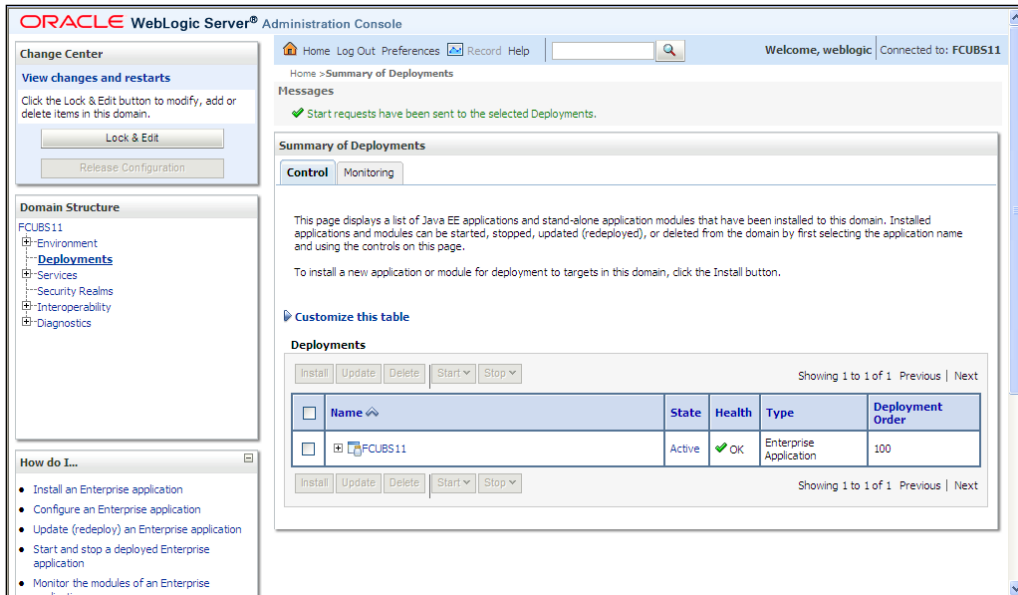 ORACLE WebLogic Server® Administration Console
Change Center
View changes and restarts
Click the Lock & Edit button to modify, add or
delete items in this domain.
Lock & Edit
Release Configuration
Domain Structure
FCUBS11
Environment
Deployments
Services
Security Realms
Interoperability
Diagnostics
How do I...
Install an Enterprise application
Configure an Enterprise application
Update (redeploy) an Enterprise application
Start and stop a deployed Enterprise
application
Monitor the modules of an Enterprise
Home Log Out Preferences Record Help
Welcome, weblogic Connected to: FCUBS11
Home >Summary of Deployments
Messages
Start requests have been sent to the selected Deployments.
Summary of Deployments
Control Monitoring
This page displays a list of Java EE applications and stand-alone application modules that have been installed to this domain. Installed
applications and modules can be started, stopped, updated (redeployed), or deleted from the domain by first selecting the application name
and using the controls on this page.
To install a new application or module for deployment to targets in this domain, click the Install button.
Customize this table
Deployments
Install Update Delete Start Stop
Showing 1 to 1 of 1 Previous | Next
Name State Health Type Deployment Order
FCUBS11 Active OK Enterprise Application 100
Install Update Delete Start Stop
Showing 1 to 1 of 1 Previous | Next